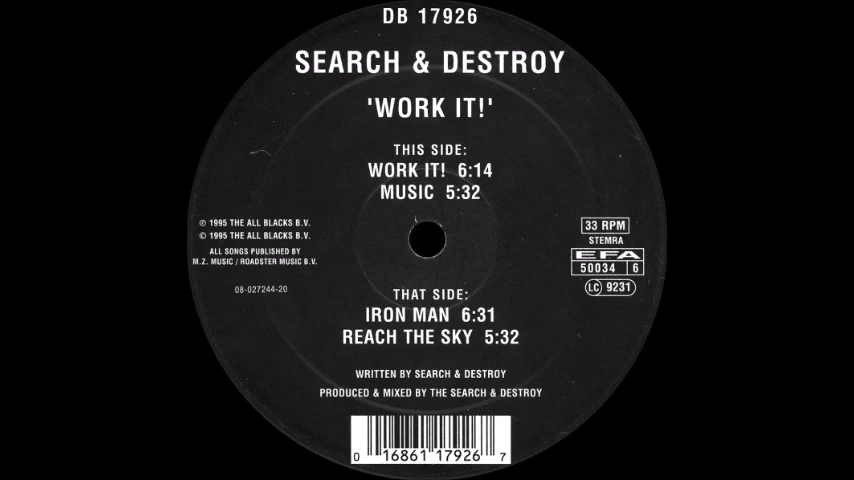 DB 17926
SEARCH & DESTROY
'WORK IT!'
THIS SIDE:
WORK IT! 6:14
MUSIC 5:32
℗ 1995 THE ALL BLACKS B.V.
© 1995 THE ALL BLACKS B.V.
ALL SONGS PUBLISHED BY
M.Z. MUSIC / ROADSTER MUSIC B.V.
08-027244-20
33 RPM
STEMRA
EFA
50034 6
LC 9231
THAT SIDE:
IRON MAN 6:31
REACH THE SKY 5:32
WRITTEN BY SEARCH & DESTROY
PRODUCED & MIXED BY THE SEARCH & DESTROY
0 16861 17926 7